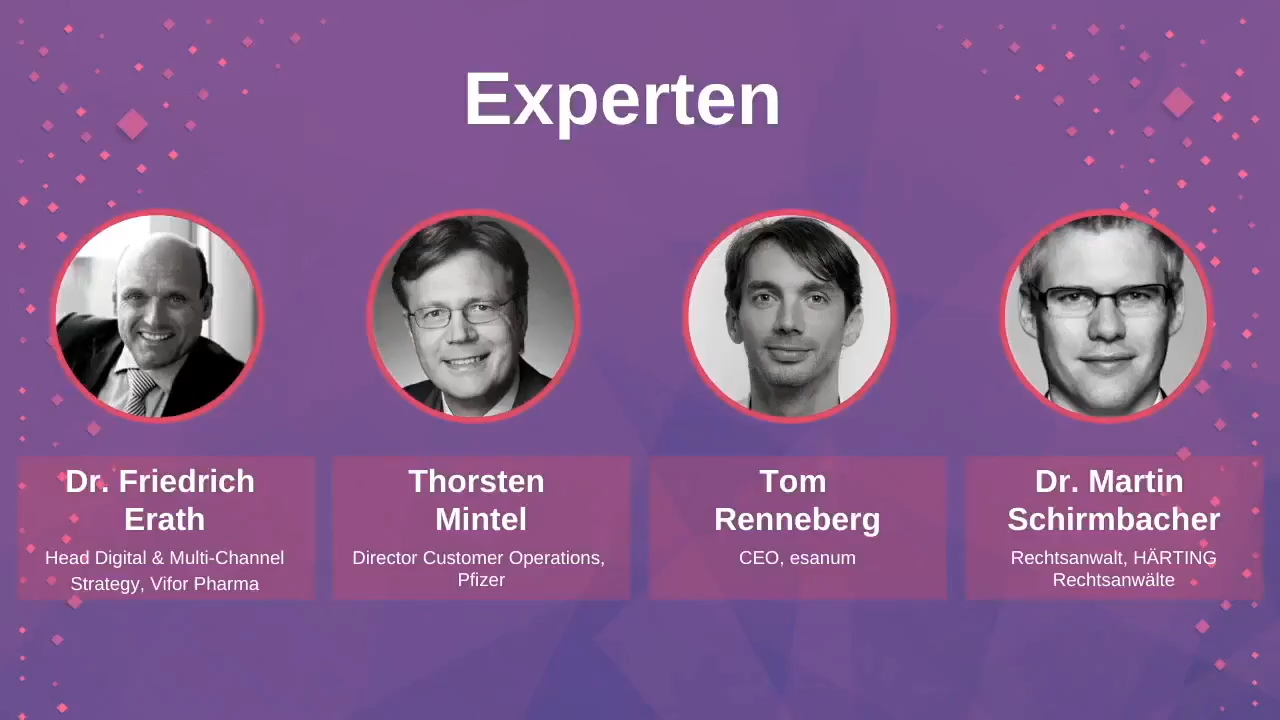 Experten
Dr. Friedrich
Erath
Head Digital & Multi-Channel
Strategy, Vifor Pharma
Thorsten
Mintel
Director Customer Operations,
Pfizer
Tom
Renneberg
CEO, esanum
Dr. Martin
Schirmbacher
Rechtsanwalt, HÄRTING
Rechtsanwälte